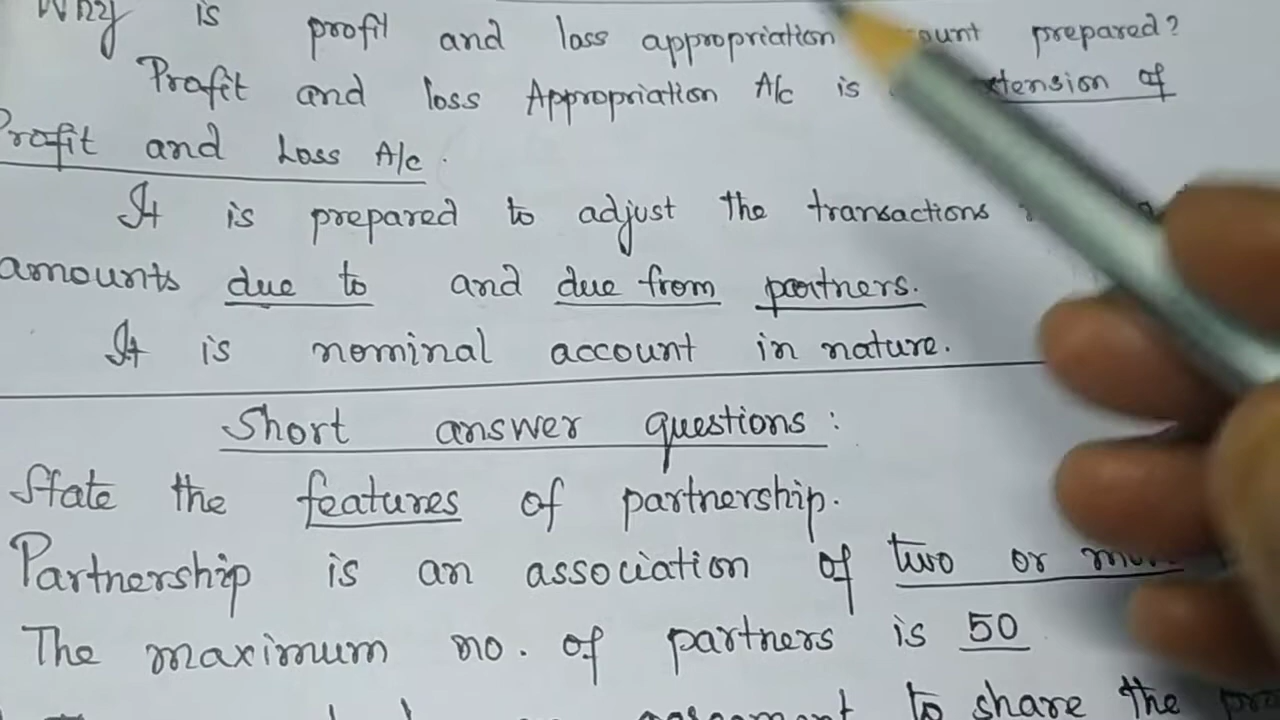 is profit and loss appropriation prepared?
Profit and loss Appropriation A/c is of
Profit and Loss A/c.
It is prepared to adjust the transactions
amounts due to and due from partners.
It is nominal account in nature.
Short answer questions:
State the features of partnership.
Partnership is an association of two or
The maximum no. of partners is 50
to share the